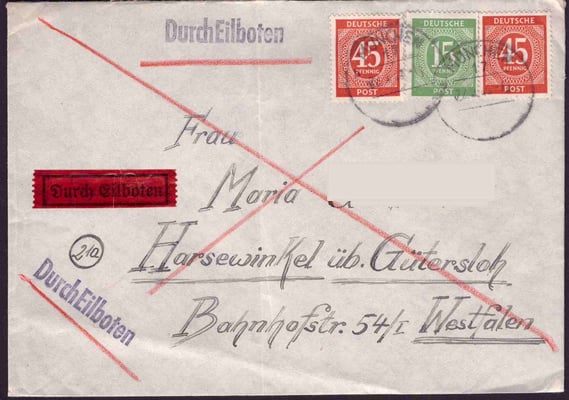 Durch Eilboten
DEUTSCHE
45
PFENNIG
POST
DEUTSCHE
15
PFENNIG
POST
DEUTSCHE
45
PFENNIG
POST
Frau
Maria
Durch Eilboten
Harsewinkel üb. Gütersloh
21a
Durch Eilboten
Bahnhofstr. 54/I Westfalen